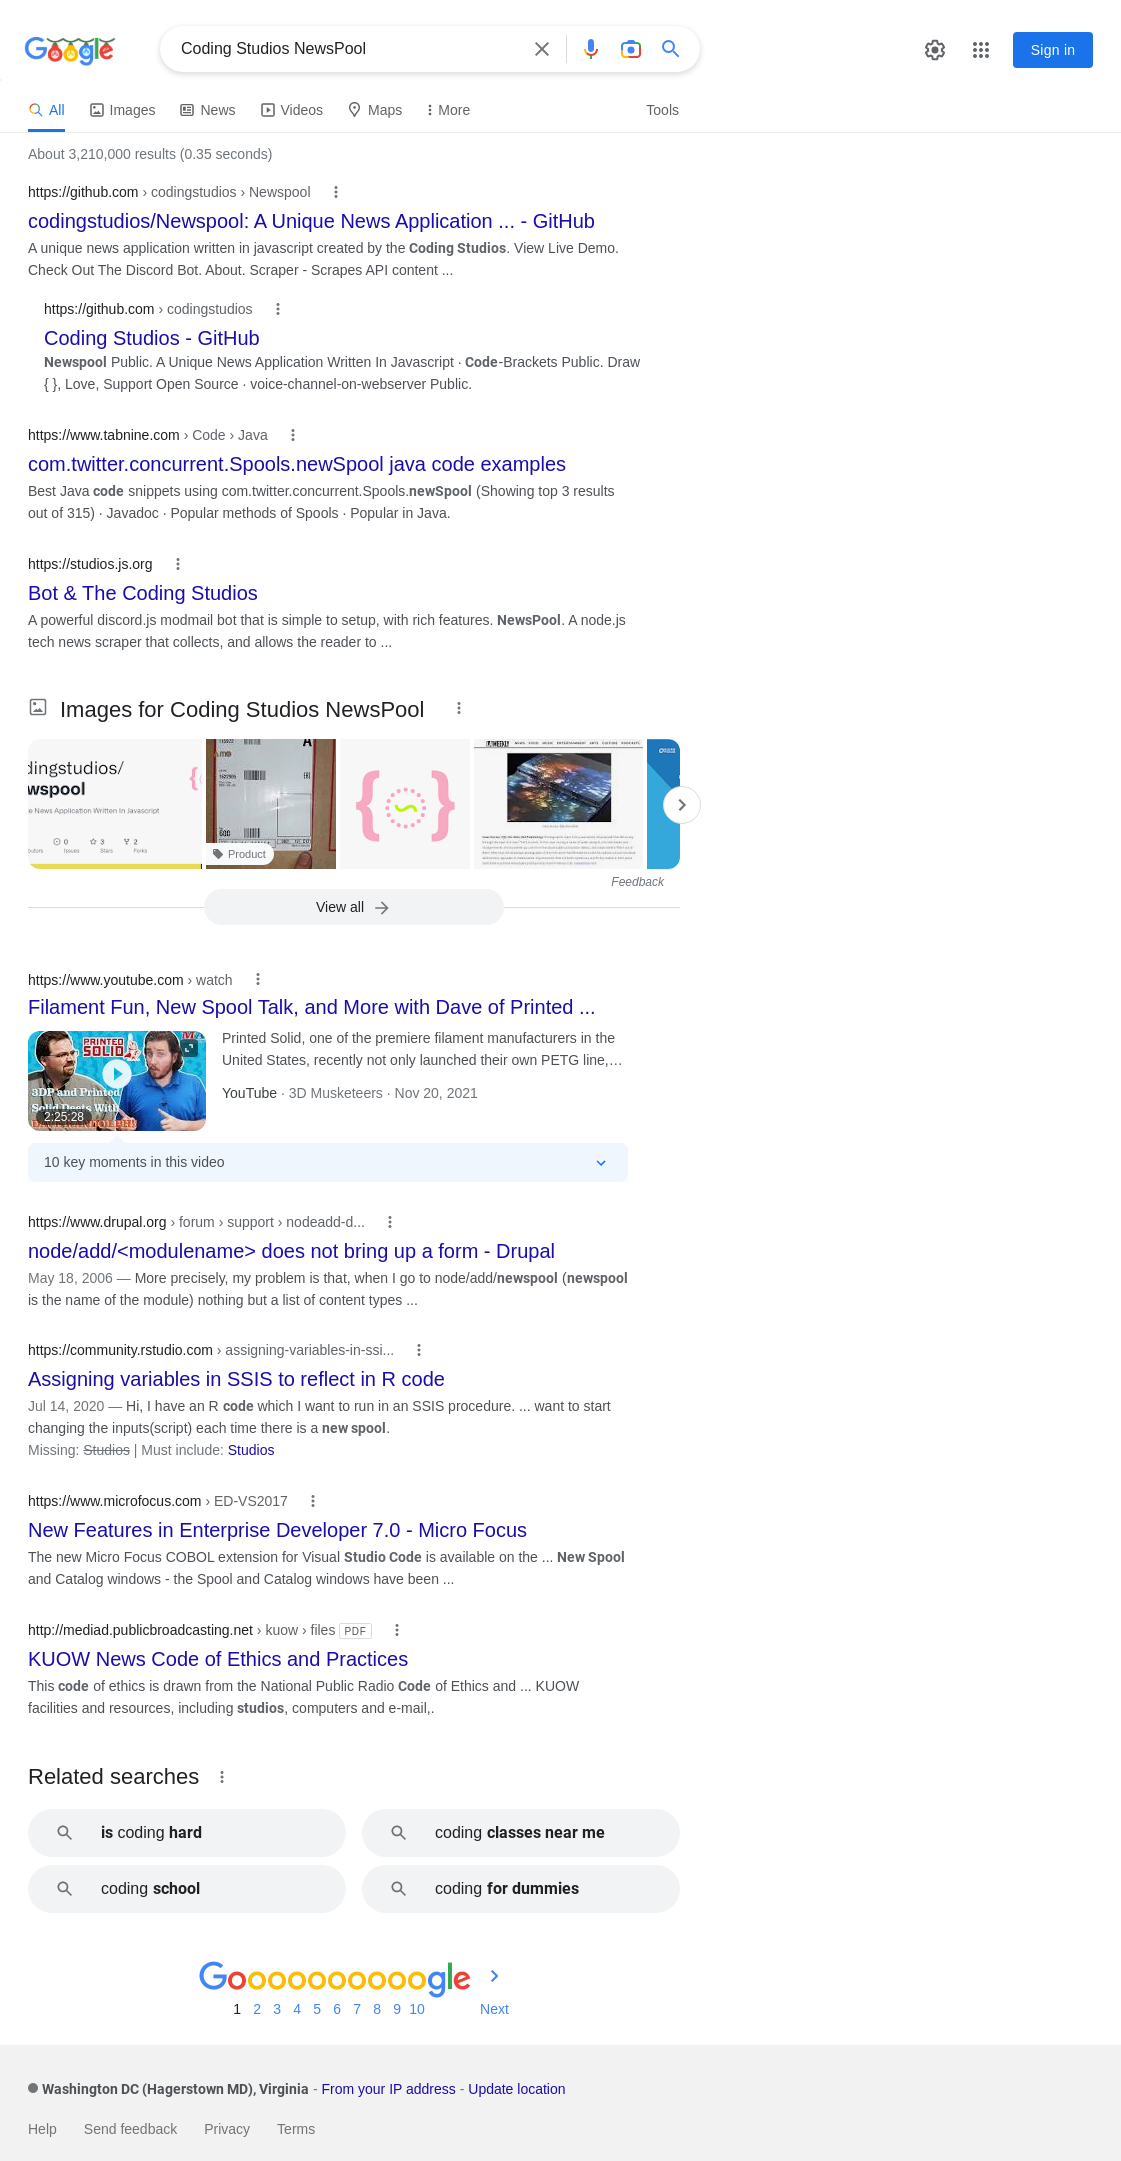 Google
Coding Studios NewsPool
Sign in
All
Images
News
Videos
Maps
More
Tools
About 3,210,000 results (0.35 seconds)
https://github.com › codingstudios › Newspool
codingstudios/Newspool: A Unique News Application ... - GitHub
A unique news application written in javascript created by the Coding Studios. View Live Demo.
Check Out The Discord Bot. About. Scraper - Scrapes API content ...
https://github.com › codingstudios
Coding Studios - GitHub
Newspool Public. A Unique News Application Written In Javascript · Code-Brackets Public. Draw
{ }, Love, Support Open Source · voice-channel-on-webserver Public.
https://www.tabnine.com › Code › Java
com.twitter.concurrent.Spools.newSpool java code examples
Best Java code snippets using com.twitter.concurrent.Spools.newSpool (Showing top 3 results
out of 315) · Javadoc · Popular methods of Spools · Popular in Java.
https://studios.js.org
Bot & The Coding Studios
A powerful discord.js modmail bot that is simple to setup, with rich features. NewsPool. A node.js
tech news scraper that collects, and allows the reader to ...
Images for Coding Studios NewsPool
dingstudios/
wspool
e News Application Written In Javascript
Issues
Stars
Forks
Product
WEEKLY
Feedback
View all
https://www.youtube.com › watch
Filament Fun, New Spool Talk, and More with Dave of Printed ...
PRINTED
SOLID
3DP and Printed
Solid Deets With
2:25:28
Printed Solid, one of the premiere filament manufacturers in the
United States, recently not only launched their own PETG line,…
YouTube · 3D Musketeers · Nov 20, 2021
10 key moments in this video
https://www.drupal.org › forum › support › nodeadd-d...
node/add/<modulename> does not bring up a form - Drupal
May 18, 2006 — More precisely, my problem is that, when I go to node/add/newspool (newspool
is the name of the module) nothing but a list of content types ...
https://community.rstudio.com › assigning-variables-in-ssi...
Assigning variables in SSIS to reflect in R code
Jul 14, 2020 — Hi, I have an R code which I want to run in an SSIS procedure. ... want to start
changing the inputs(script) each time there is a new spool.
Missing: Studios | Must include: Studios
https://www.microfocus.com › ED-VS2017
New Features in Enterprise Developer 7.0 - Micro Focus
The new Micro Focus COBOL extension for Visual Studio Code is available on the ... New Spool
and Catalog windows - the Spool and Catalog windows have been ...
http://mediad.publicbroadcasting.net › kuow › files PDF
KUOW News Code of Ethics and Practices
This code of ethics is drawn from the National Public Radio Code of Ethics and ... KUOW
facilities and resources, including studios, computers and e-mail,.
Related searches
is coding hard
coding classes near me
coding school
coding for dummies
Goooooooooogle
1 2 3 4 5 6 7 8 9 10 Next
Washington DC (Hagerstown MD), Virginia - From your IP address - Update location
Help
Send feedback
Privacy
Terms